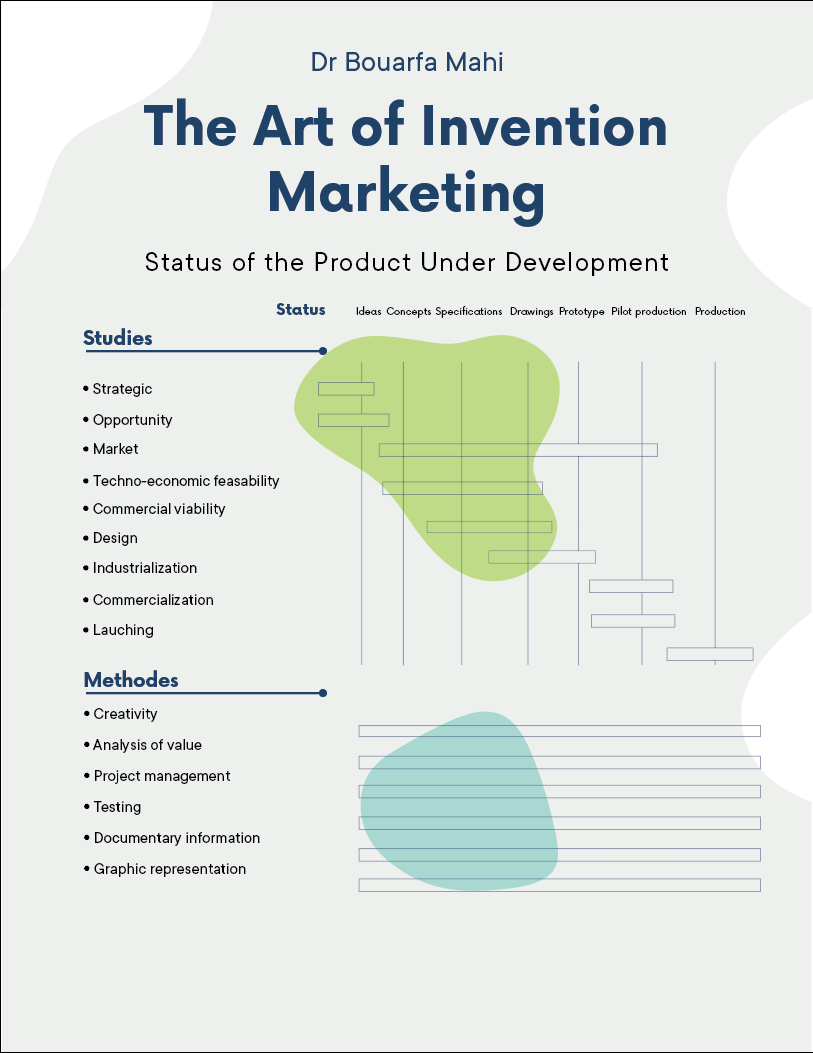 Dr Bouarfa Mahi
The Art of Invention
Marketing
Status of the Product Under Development
Status Ideas Concepts Specifications Drawings Prototype Pilot production Production
Studies
• Strategic
• Opportunity
• Market
• Techno-economic feasability
• Commercial viability
• Design
• Industrialization
• Commercialization
• Lauching
Methodes
• Creativity
• Analysis of value
• Project management
• Testing
• Documentary information
• Graphic representation